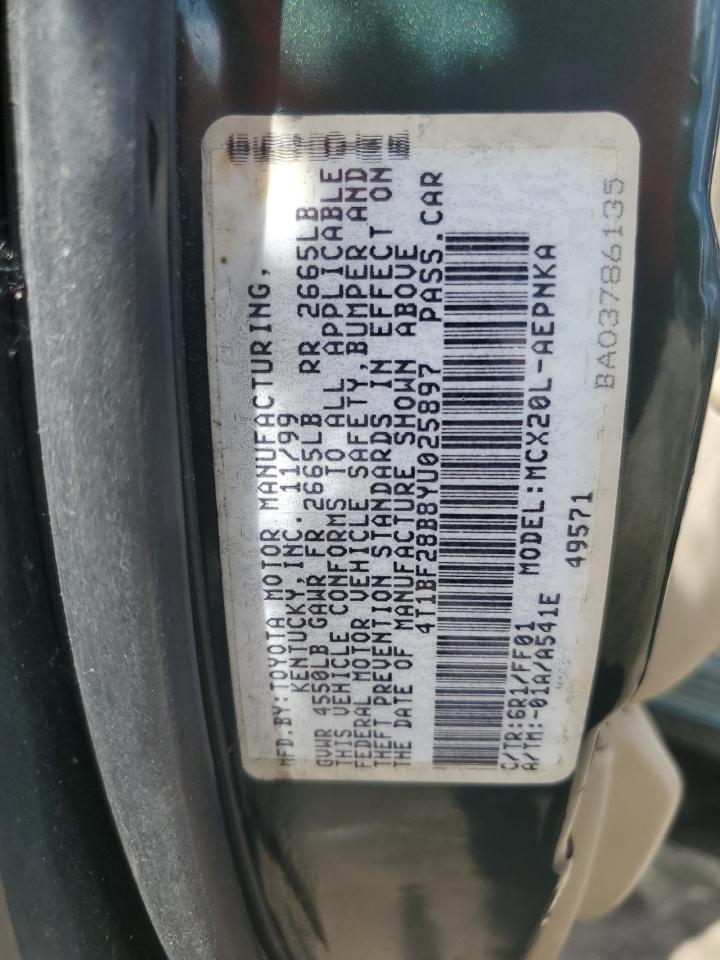 MFD.BY:TOYOTA MOTOR MANUFACTURING,
KENTUCKY,INC. 11/99
GVWR 4550LB GAWR FR 2665LB RR 2665LB
THIS VEHICLE CONFORMS TO ALL APPLICABLE
FEDERAL MOTOR VEHICLE SAFETY,BUMPER AND
THEFT PREVENTION STANDARDS IN EFFECT ON
THE DATE OF MANUFACTURE SHOWN ABOVE
4T1BF28B8YU025897 PASS.CAR
C/TR:6R1/FF01 MODEL:MCX20L-AEPNKA
A/TM:-01A/A541E 49571
BA03786135